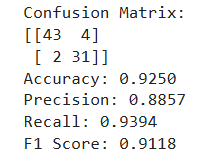 Confusion Matrix:
[[43  4]
 [ 2 31]]
Accuracy: 0.9250
Precision: 0.8857
Recall: 0.9394
F1 Score: 0.9118